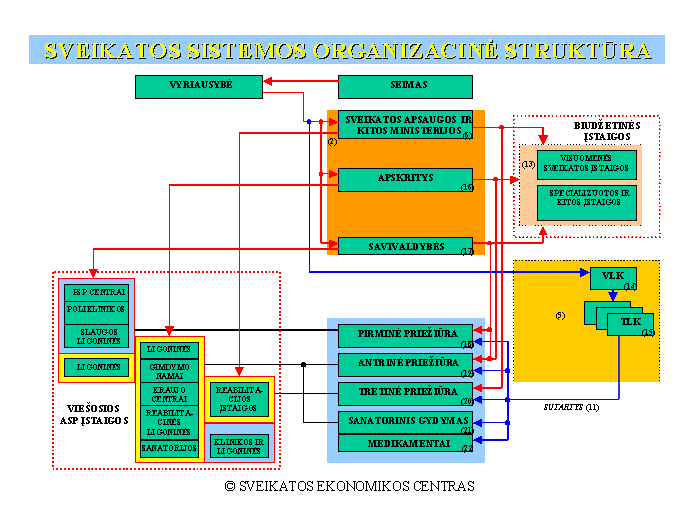 SVEIKATOS SISTEMOS ORGANIZACINĖ STRUKTŪRA
VYRIAUSYBĖ
SEIMAS
SVEIKATOS APSAUGOS IR
KITOS MINISTERIJOS
(2)
BIUDŽETINĖS
ĮSTAIGOS
(13)
VISUOMENĖS
SVEIKATOS ĮSTAIGOS
SPECIALIZUOTOS IR
KITOS ĮSTAIGOS
APSKRITYS
(16)
SAVIVALDYBĖS
(17)
VLK
(14)
(5)
TLK
(15)
SUTARTYS (11)
PSP CENTRAI
POLIKLINIKOS
SLAUGOS
LIGONINĖS
LIGONINĖS
VIEŠOSIOS
ASP ĮSTAIGOS
LIGONINĖS
GIMDYMO
NAMAI
KRAUJO
CENTRAI
REABILITA-
CINĖS
LIGONINĖS
SANATORIJOS
REABILITA-
CIJOS
ĮSTAIGOS
KLINIKOS IR
LIGONINĖS
PIRMINĖ PRIEŽIŪRA
(18)
ANTRINĖ PRIEŽIŪRA
(19)
TRETINĖ PRIEŽIŪRA
(20)
SANATORINIS GYDYMAS
(21)
MEDIKAMENTAI
(22
© SVEIKATOS EKONOMIKOS CENTRAS